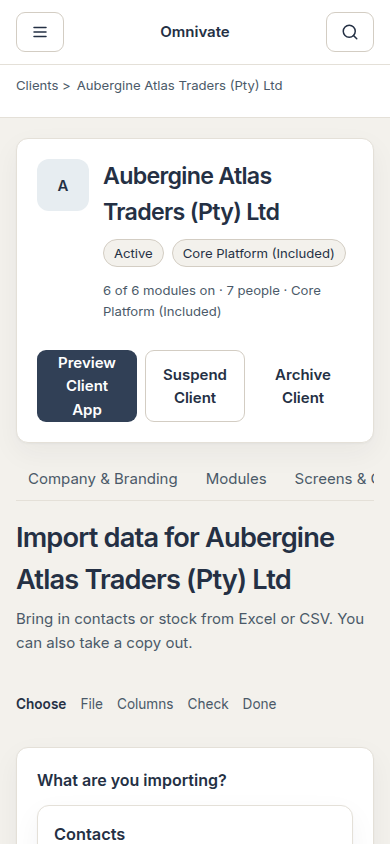 Omnivate
Clients > Aubergine Atlas Traders (Pty) Ltd
A
Aubergine Atlas
Traders (Pty) Ltd
Active
Core Platform (Included)
6 of 6 modules on · 7 people · Core
Platform (Included)
Preview
Client
App
Suspend
Client
Archive
Client
Company & Branding
Modules
Screens &
Import data for Aubergine
Atlas Traders (Pty) Ltd
Bring in contacts or stock from Excel or CSV. You
can also take a copy out.
Choose File Columns Check Done
What are you importing?
Contacts